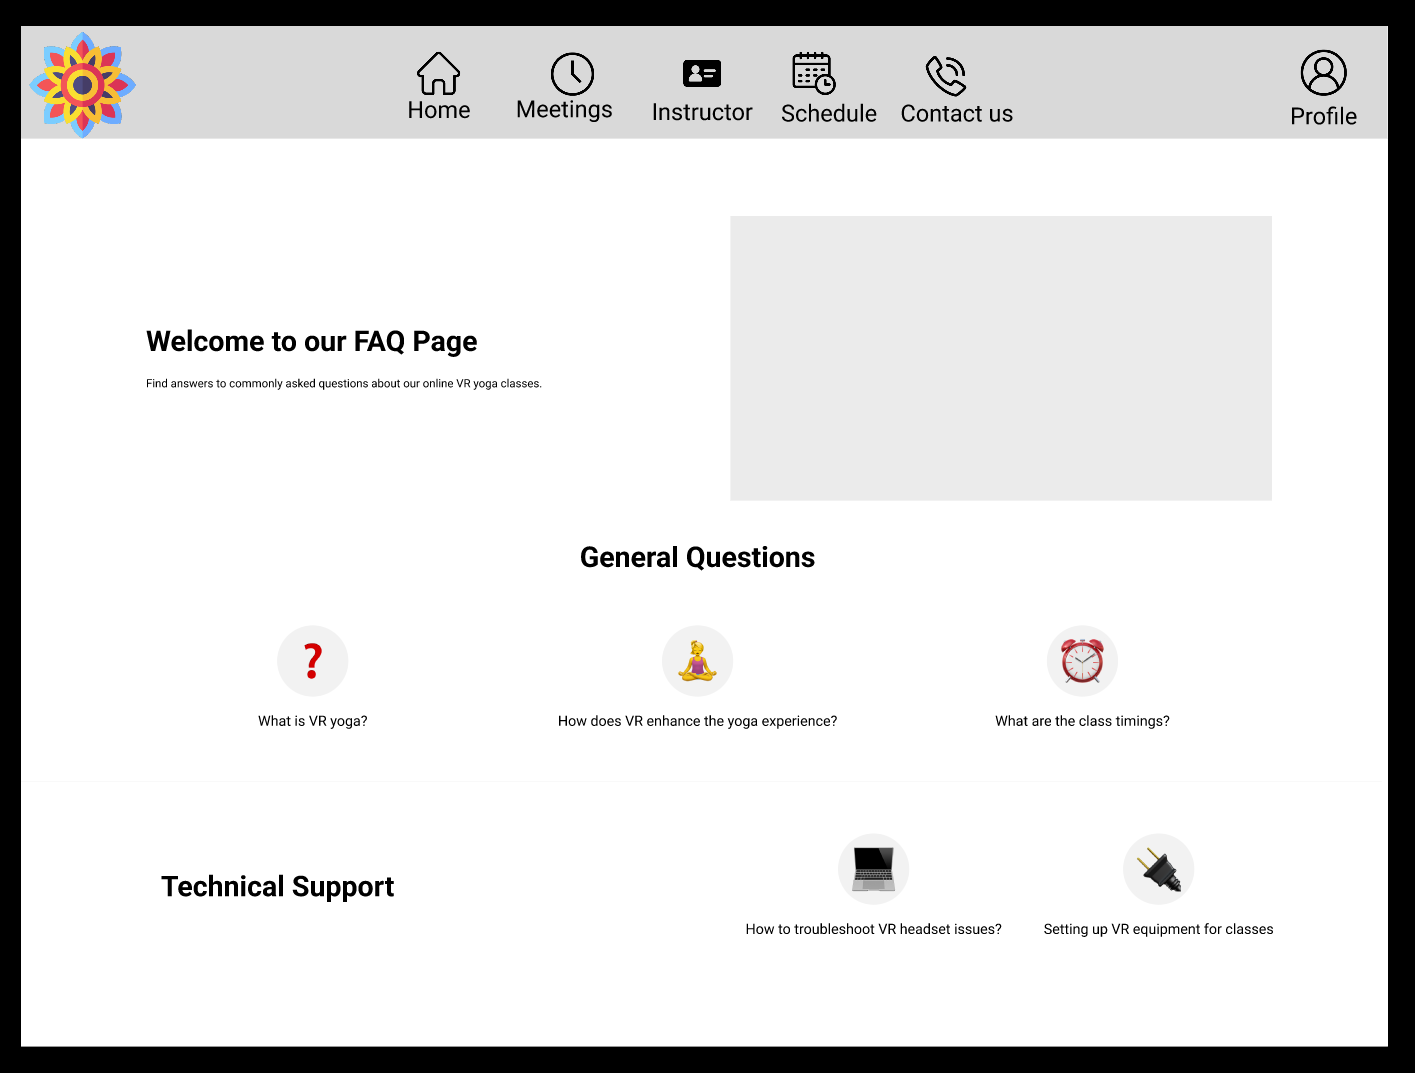 Home
Meetings
Instructor
Schedule
Contact us
Profile
Welcome to our FAQ Page
Find answers to commonly asked questions about our online VR yoga classes.
General Questions
What is VR yoga?
How does VR enhance the yoga experience?
What are the class timings?
Technical Support
How to troubleshoot VR headset issues?
Setting up VR equipment for classes